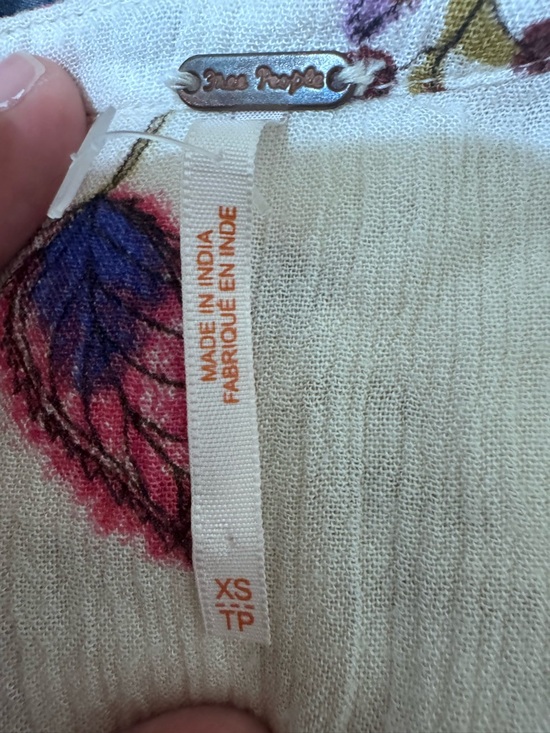 Free People
MADE IN INDIA
FABRIQUÉ EN INDE
XS
TP